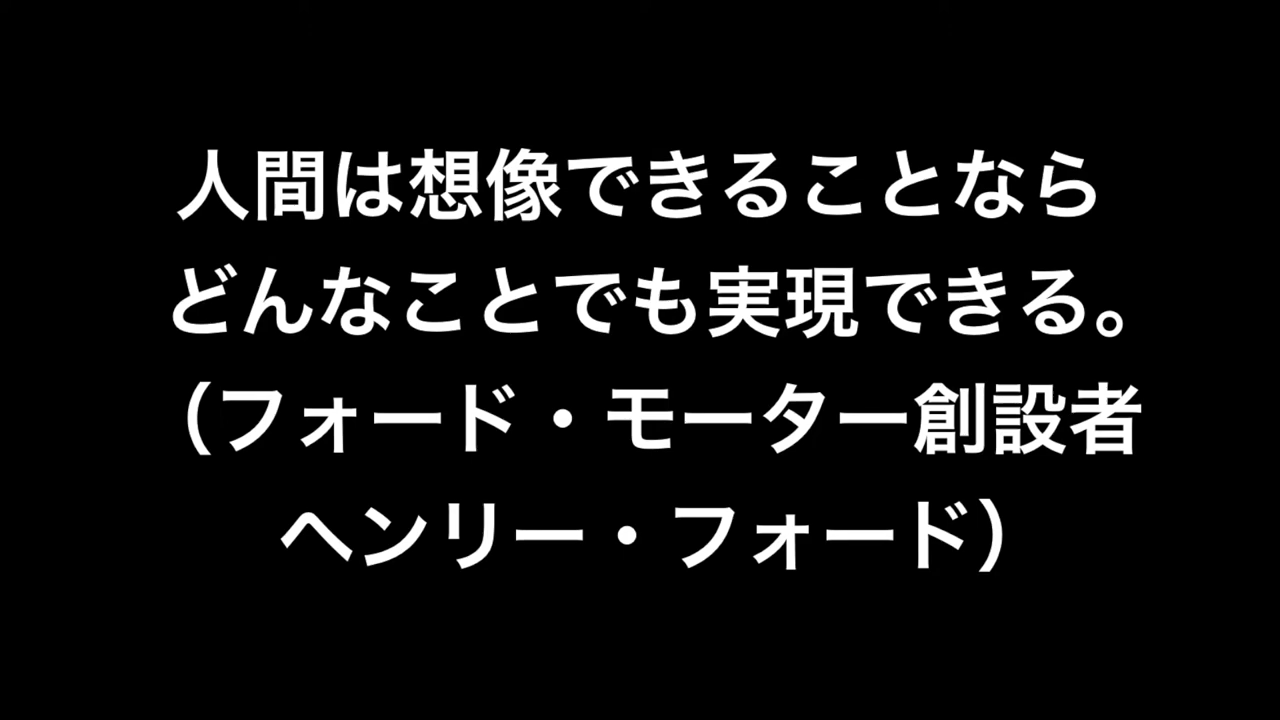 人間は想像できることなら
どんなことでも実現できる。
（フォード・モーター創設者
ヘンリー・フォード）